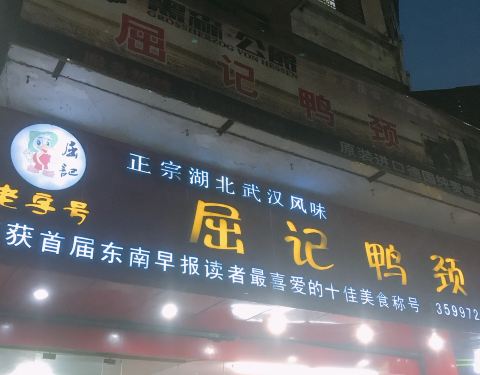 屈记鸭颈
屈記
正宗湖北武汉风味
老字号
屈记鸭颈
获首届东南早报读者最喜爱的十佳美食称号 359972